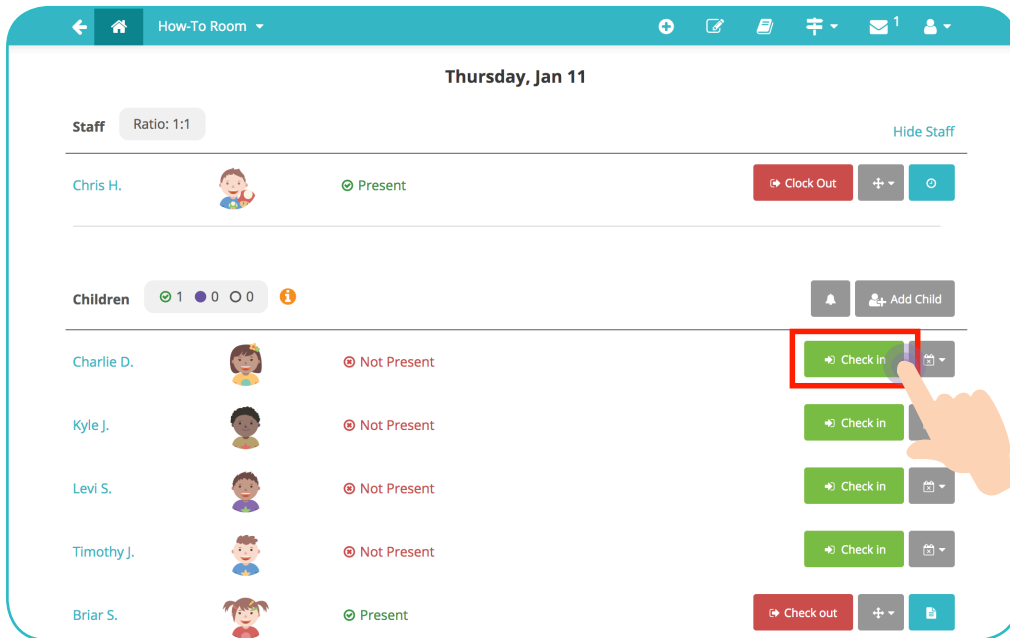 How-To Room 1
Thursday, Jan 11
Staff Ratio: 1:1 Hide Staff
Chris H. Present Clock Out
Children 1 0 0 Add Child
Charlie D. Not Present Check in
Kyle J. Not Present Check in
Levi S. Not Present Check in
Timothy J. Not Present Check in
Briar S. Present Check out